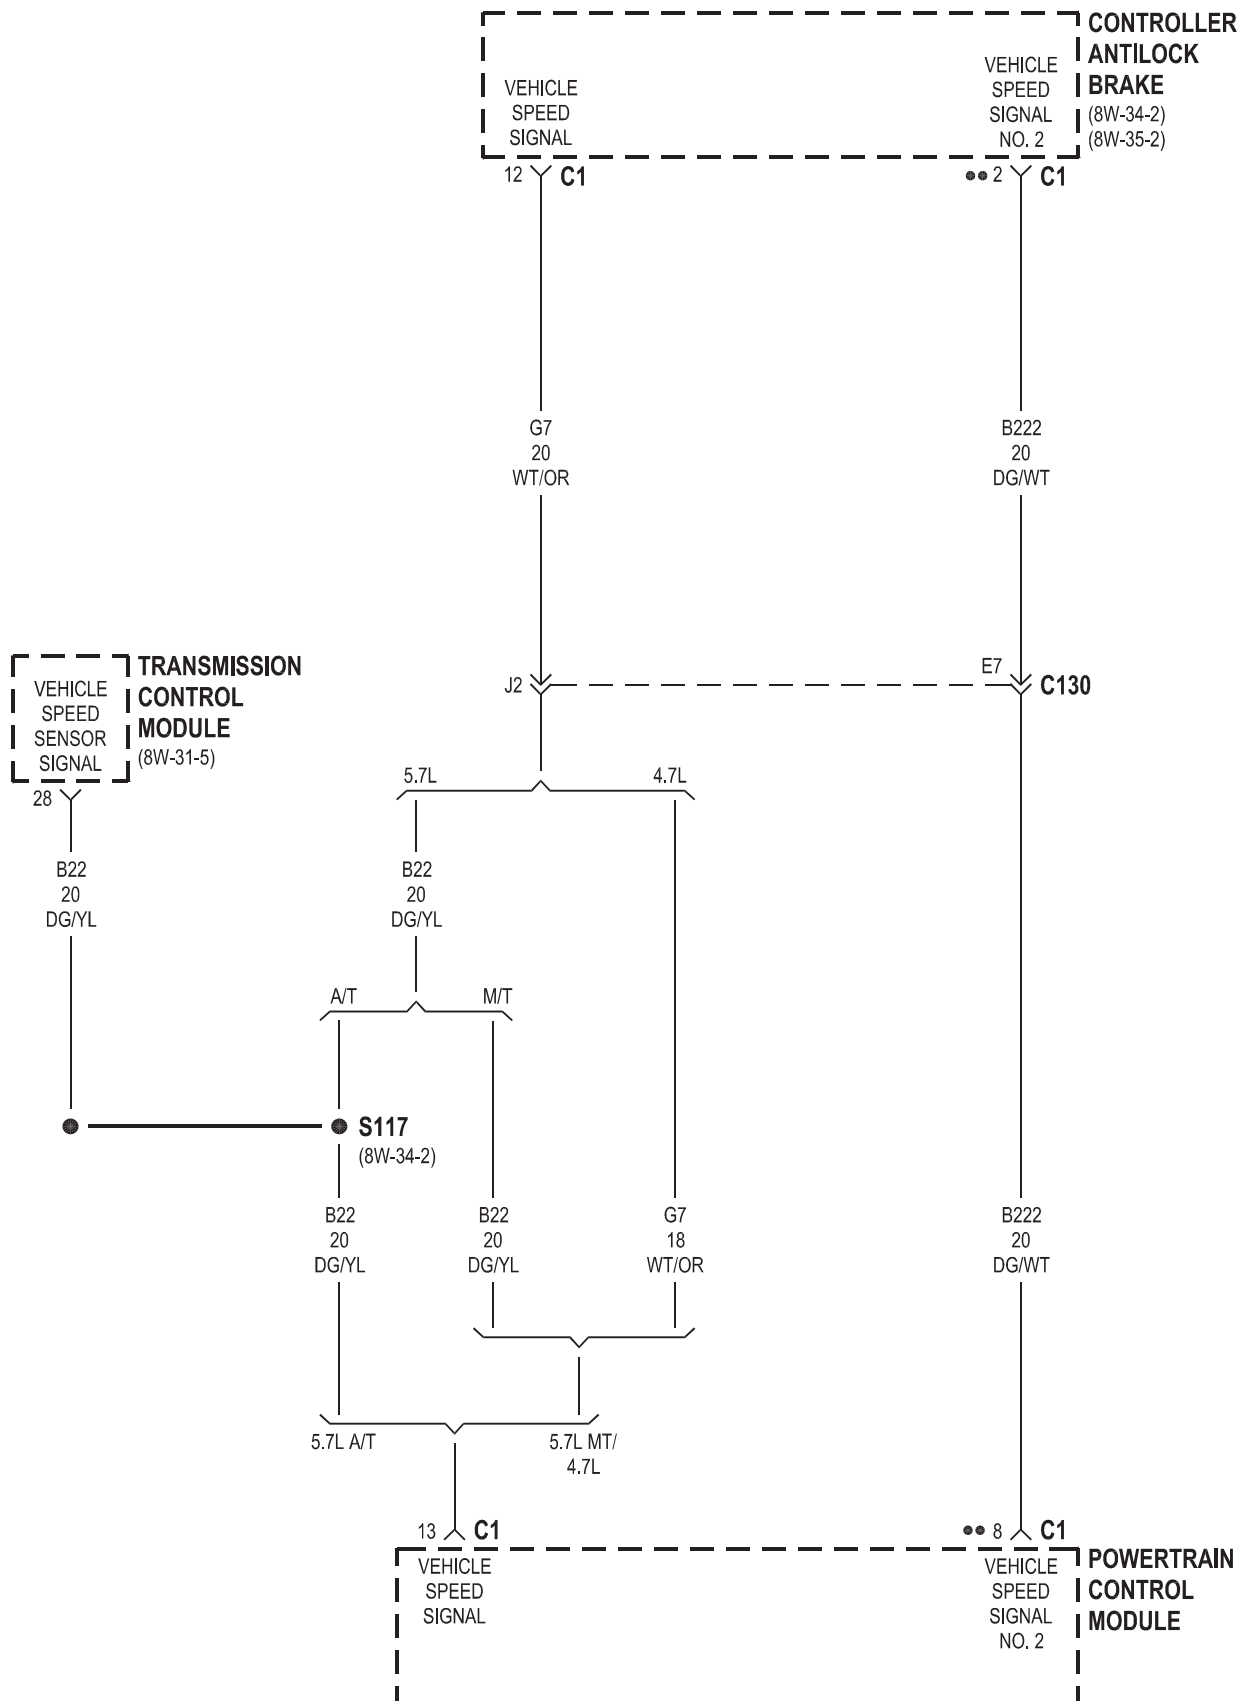 CONTROLLER
ANTILOCK
BRAKE
(8W-34-2)
(8W-35-2)
VEHICLE
SPEED
SIGNAL
VEHICLE
SPEED
SIGNAL
NO. 2
12 C1
2 C1
G7
20
WT/OR
B222
20
DG/WT
TRANSMISSION
CONTROL
MODULE
(8W-31-5)
VEHICLE
SPEED
SENSOR
SIGNAL
28
J2
E7
C130
5.7L
4.7L
B22
20
DG/YL
B22
20
DG/YL
A/T
M/T
S117
(8W-34-2)
B22
20
DG/YL
B22
20
DG/YL
G7
18
WT/OR
B222
20
DG/WT
5.7L A/T
5.7L MT/
4.7L
13 C1
8 C1
VEHICLE
SPEED
SIGNAL
VEHICLE
SPEED
SIGNAL
NO. 2
POWERTRAIN
CONTROL
MODULE